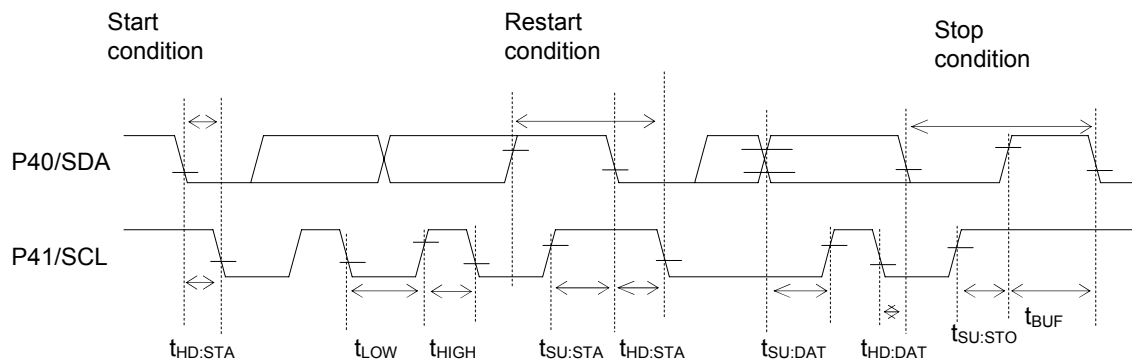 Start
condition
Restart
condition
Stop
condition
P40/SDA
P41/SCL
tHD:STA
tLOW
tHIGH
tSU:STA
tHD:STA
tSU:DAT
tHD:DAT
tSU:STO
tBUF